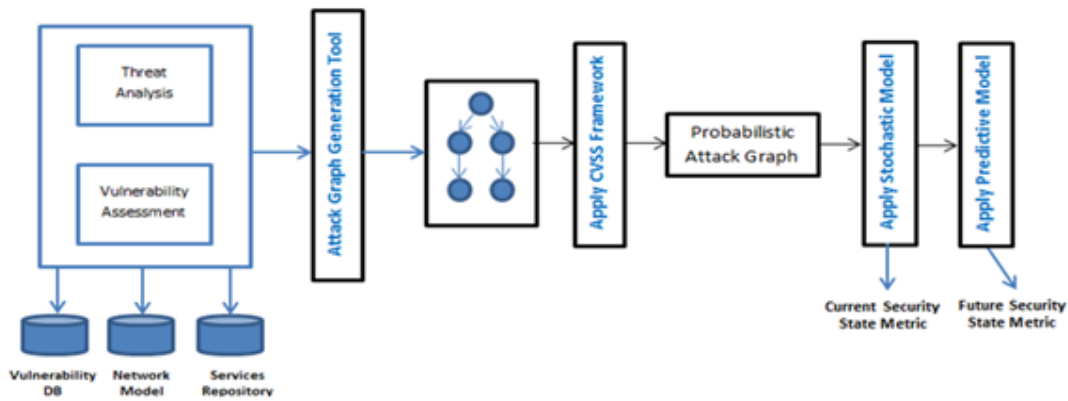 Threat
Analysis
Vulnerability
Assessment
Vulnerability
DB
Network
Model
Services
Repository
Attack Graph Generation Tool
Apply CVSS Framework
Probabilistic
Attack Graph
Apply Stochastic Model
Apply Predictive Model
Current Security
State Metric
Future Security
State Metric